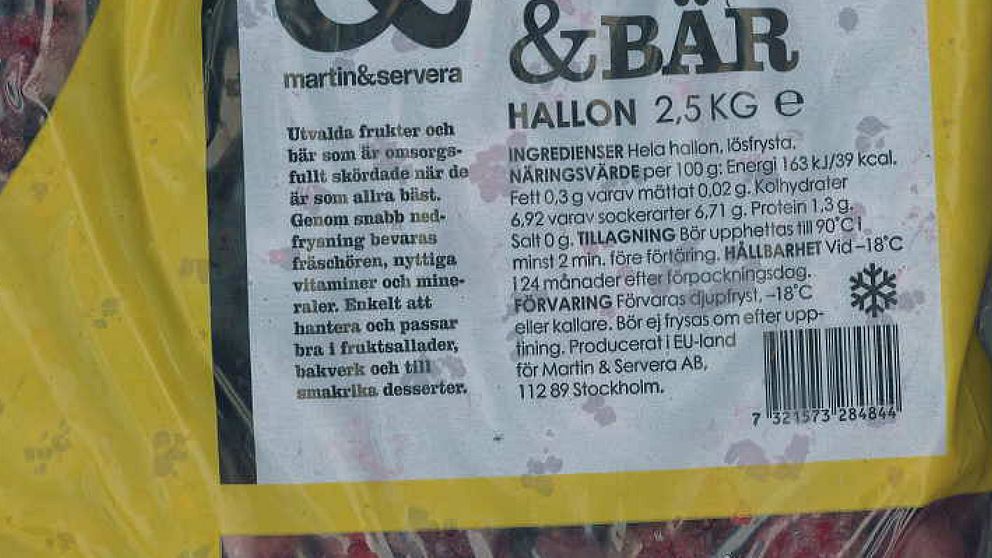 &
martin&servera
Utvalda frukter och
bär som är omsorgs-
fullt skördade när de
är som allra bäst.
Genom snabb ned-
frysning bevaras
fräschören, nyttiga
vitaminer och mine-
raler. Enkelt att
hantera och passar
bra i fruktsallader,
bakverk och till
smakrika desserter.
&BÄR
HALLON 2,5 KG ℮
INGREDIENSER Hela hallon, lösfrysta.
NÄRINGSVÄRDE per 100 g: Energi 163 kJ/39 kcal.
Fett 0,3 g varav mättat 0,02 g. Kolhydrater
6,92 varav sockerarter 6,71 g. Protein 1,3 g.
Salt 0 g. TILLAGNING Bör upphettas till 90°C i
minst 2 min. före förtäring. HÅLLBARHET Vid –18°C
124 månader efter förpackningsdag.
FÖRVARING Förvaras djupfryst, –18°C
eller kallare. Bör ej frysas om efter upp-
tining. Producerat i EU-land
för Martin & Servera AB,
112 89 Stockholm.
7 321573 284844